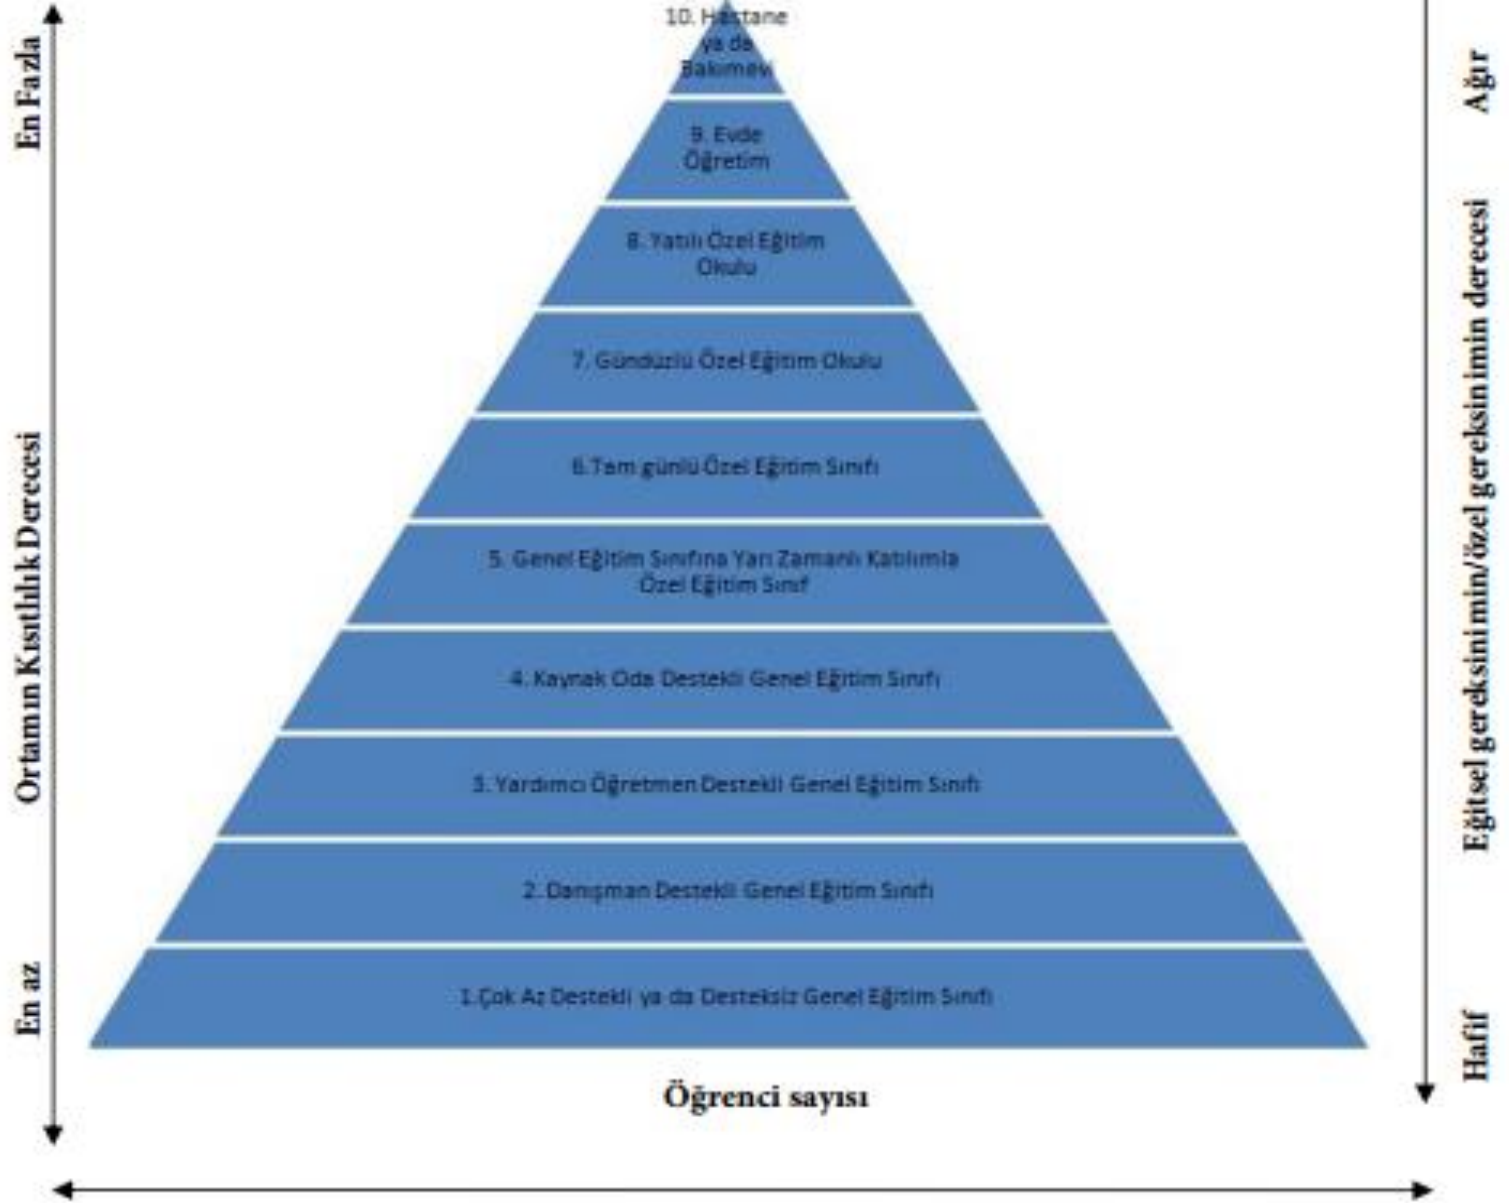 10. Hastane
ya da
Bakımevi
9. Evde
Öğretim
8. Yatılı Özel Eğitim
Okulu
7. Gündüzlü Özel Eğitim Okulu
6.Tam günlü Özel Eğitim Sınıfı
5. Genel Eğitim Sınıfına Yarı Zamanlı Katılımla
Özel Eğitim Sınıf
4. Kaynak Oda Destekli Genel Eğitim Sınıfı
3. Yardımcı Öğretmen Destekli Genel Eğitim Sınıfı
2. Danışman Destekli Genel Eğitim Sınıfı
1.Çok Az Destekli ya da Desteksiz Genel Eğitim Sınıfı
Öğrenci sayısı
En Fazla
Ortamın Kısıtlılık Derecesi
En az
Ağır
Eğitsel gereksinimin/özel gereksinimin derecesi
Hafif